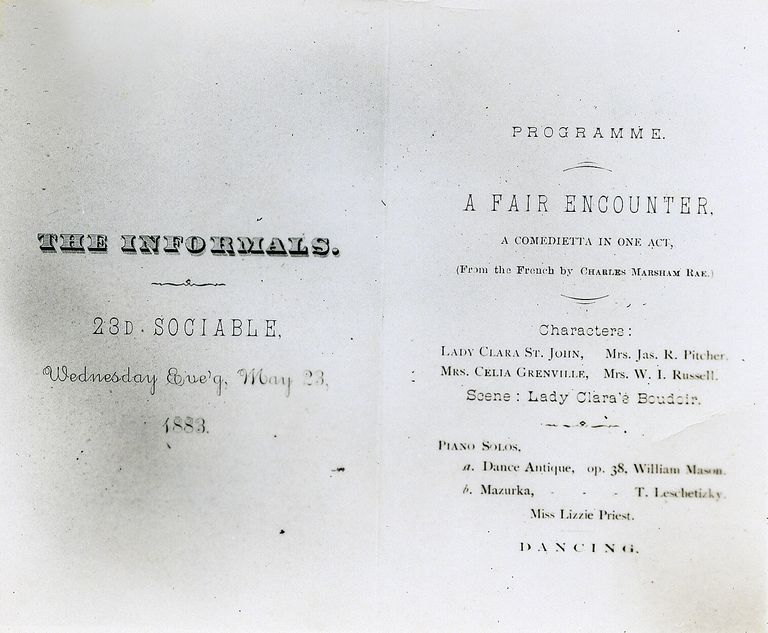 THE INFORMALS.
23D. SOCIABLE,
Wednesday Eve'g, May 23,
1883.
PROGRAMME.
A FAIR ENCOUNTER,
A COMEDIETTA IN ONE ACT,
(From the French by CHARLES MARSHAM RAE.)
Characters:
LADY CLARA ST. JOHN, Mrs. Jas. R. Pitcher.
MRS. CELIA GRENVILLE, Mrs. W. I. Russell.
Scene: Lady Clara's Boudoir.
PIANO SOLOS,
a. Dance Antique, op. 38, William Mason.
b. Mazurka, - - - T. Leschetizky.
Miss Lizzie Priest.
DANCING.